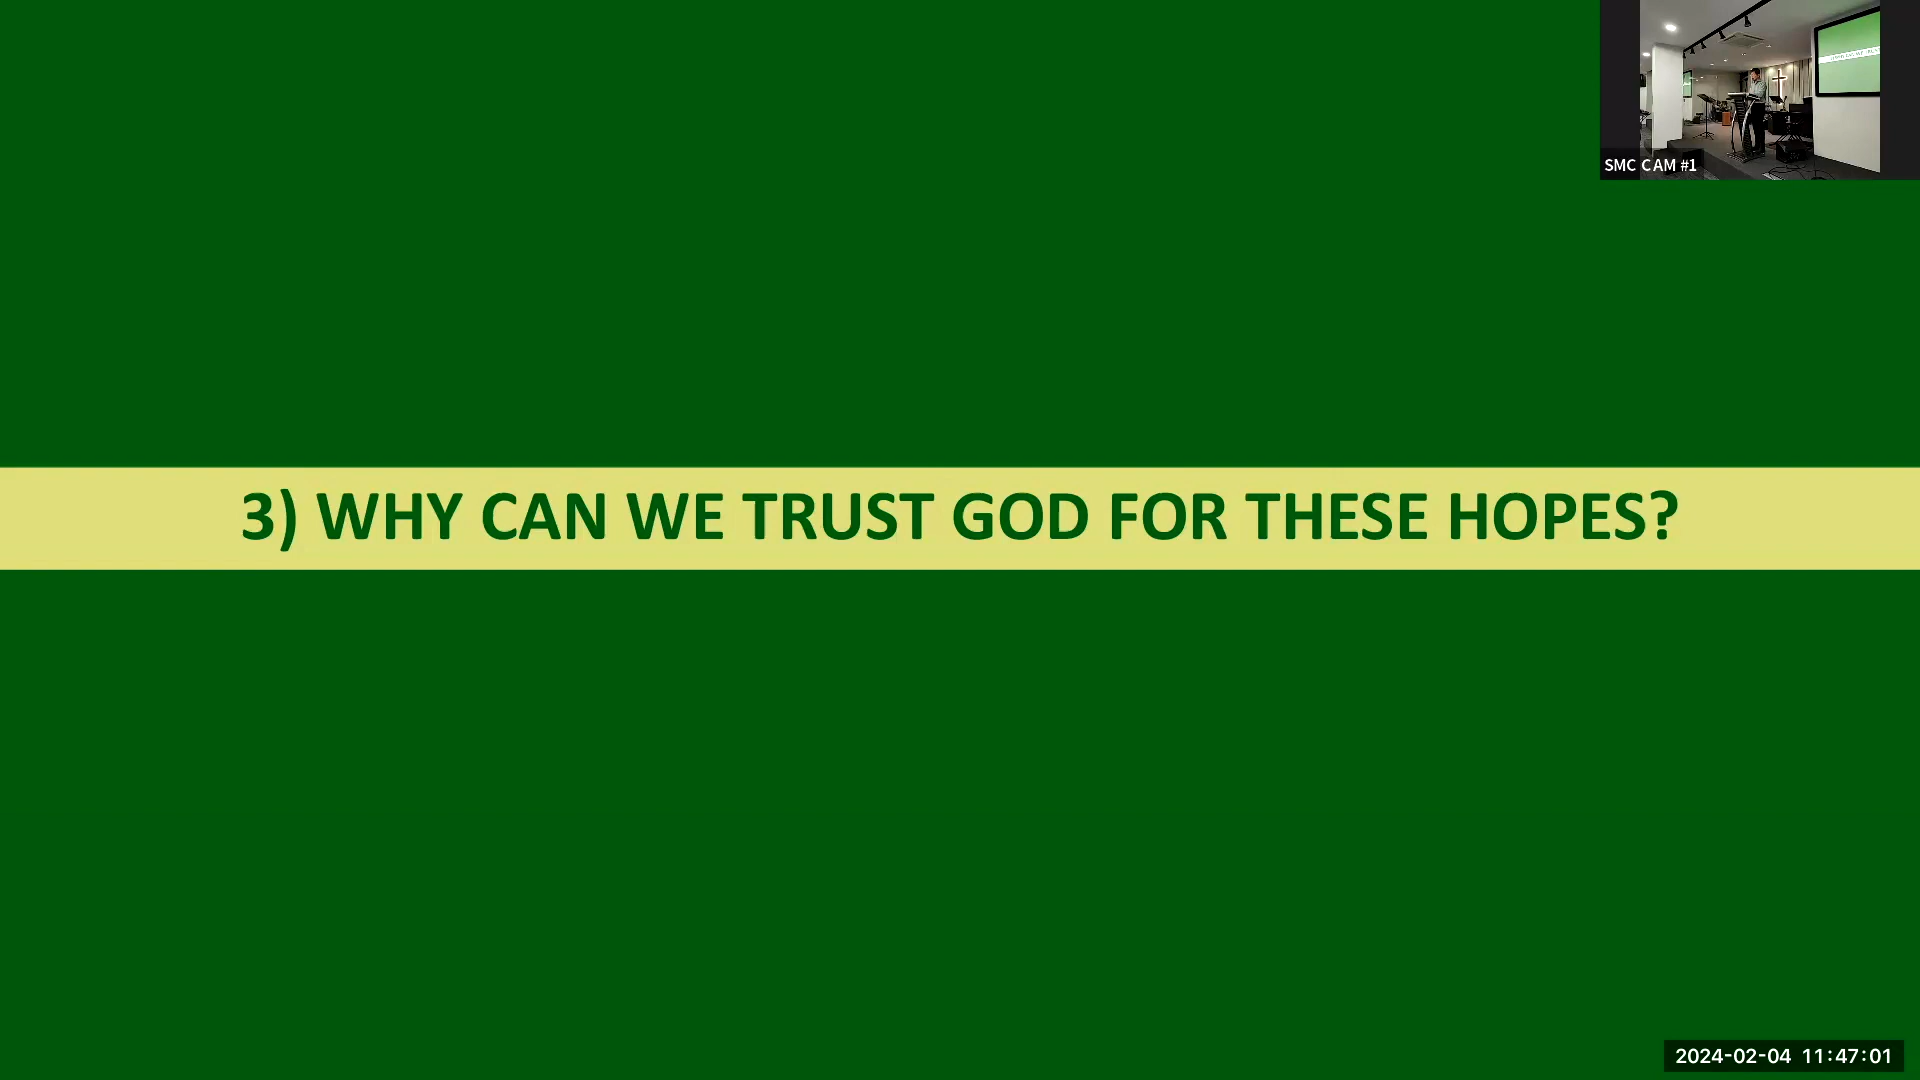 SMC CAM #1
3) WHY CAN WE TRUST GOD FOR THESE HOPES?
2024-02-04 11:47:01